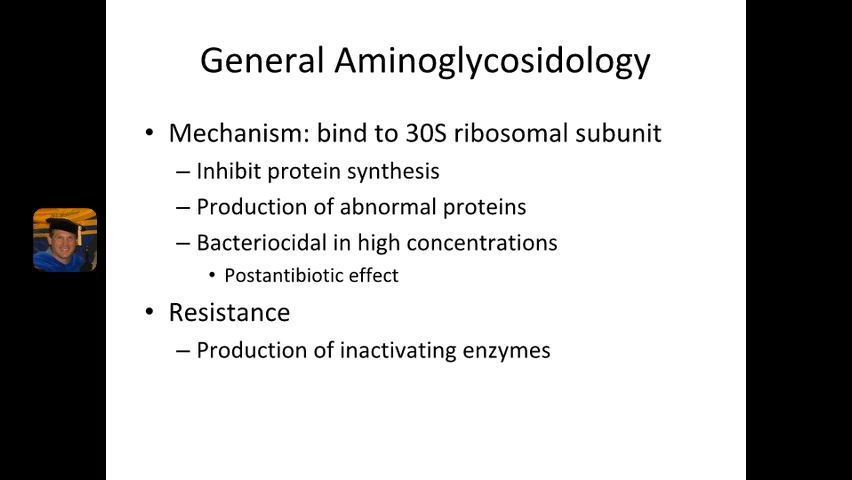 General Aminoglycosidology
• Mechanism: bind to 30S ribosomal subunit
– Inhibit protein synthesis
– Production of abnormal proteins
– Bacteriocidal in high concentrations
• Postantibiotic effect
• Resistance
– Production of inactivating enzymes